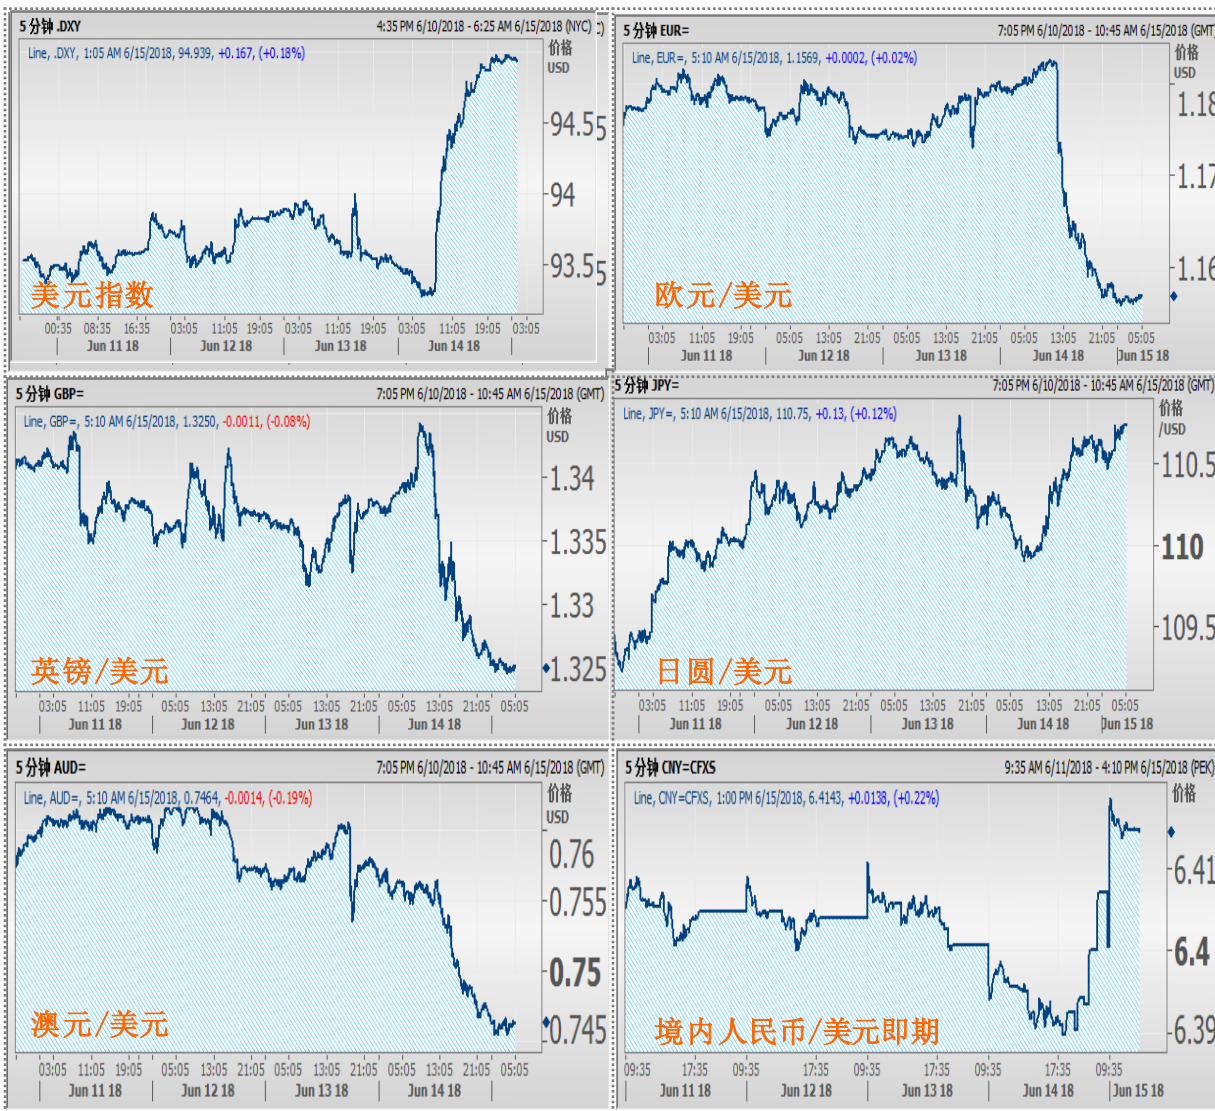 5 分钟 .DXY 4:35 PM 6/10/2018 - 6:25 AM 6/15/2018 (NYC)
Line, .DXY, 1:05 AM 6/15/2018, 94.939, +0.167, (+0.18%)
价格
USD
94.5
94
93.5
美元指数
00:35 08:35 16:35 03:05 11:05 19:05 03:05 11:05 19:05 03:05 11:05 19:05 03:05
Jun 11 18 Jun 12 18 Jun 13 18 Jun 14 18
5 分钟 EUR= 7:05 PM 6/10/2018 - 10:45 AM 6/15/2018 (GMT)
Line, EUR=, 5:10 AM 6/15/2018, 1.1569, +0.0002, (+0.02%)
价格
USD
1.18
1.17
1.16
欧元/美元
03:05 11:05 19:05 05:05 13:05 21:05 05:05 13:05 21:05 05:05 13:05 21:05 05:05
Jun 11 18 Jun 12 18 Jun 13 18 Jun 14 18 Jun 15 18
5 分钟 GBP= 7:05 PM 6/10/2018 - 10:45 AM 6/15/2018 (GMT)
Line, GBP=, 5:10 AM 6/15/2018, 1.3250, -0.0011, (-0.08%)
价格
USD
1.34
1.335
1.33
1.325
英镑/美元
03:05 11:05 19:05 05:05 13:05 21:05 05:05 13:05 21:05 05:05 13:05 21:05 05:05
Jun 11 18 Jun 12 18 Jun 13 18 Jun 14 18
5 分钟 JPY= 7:05 PM 6/10/2018 - 10:45 AM 6/15/2018 (GMT)
Line, JPY=, 5:10 AM 6/15/2018, 110.75, +0.13, (+0.12%)
价格
/USD
110.5
110
109.5
日圆/美元
03:05 11:05 19:05 05:05 13:05 21:05 05:05 13:05 21:05 05:05 13:05 21:05 05:05
Jun 11 18 Jun 12 18 Jun 13 18 Jun 14 18 Jun 15 18
5 分钟 AUD= 7:05 PM 6/10/2018 - 10:45 AM 6/15/2018 (GMT)
Line, AUD=, 5:10 AM 6/15/2018, 0.7464, -0.0014, (-0.19%)
价格
USD
0.76
0.755
0.75
0.745
澳元/美元
03:05 11:05 19:05 05:05 13:05 21:05 05:05 13:05 21:05 05:05 13:05 21:05 05:05
Jun 11 18 Jun 12 18 Jun 13 18 Jun 14 18
5 分钟 CNY=CFXS 9:35 AM 6/11/2018 - 4:10 PM 6/15/2018 (PEK)
Line, CNY=CFXS, 1:00 PM 6/15/2018, 6.4143, +0.0138, (+0.22%)
价格
6.41
6.4
6.39
境内人民币/美元即期
09:35 17:35 09:35 17:35 09:35 17:35 09:35 17:35 09:35
Jun 11 18 Jun 12 18 Jun 13 18 Jun 14 18 Jun 15 18